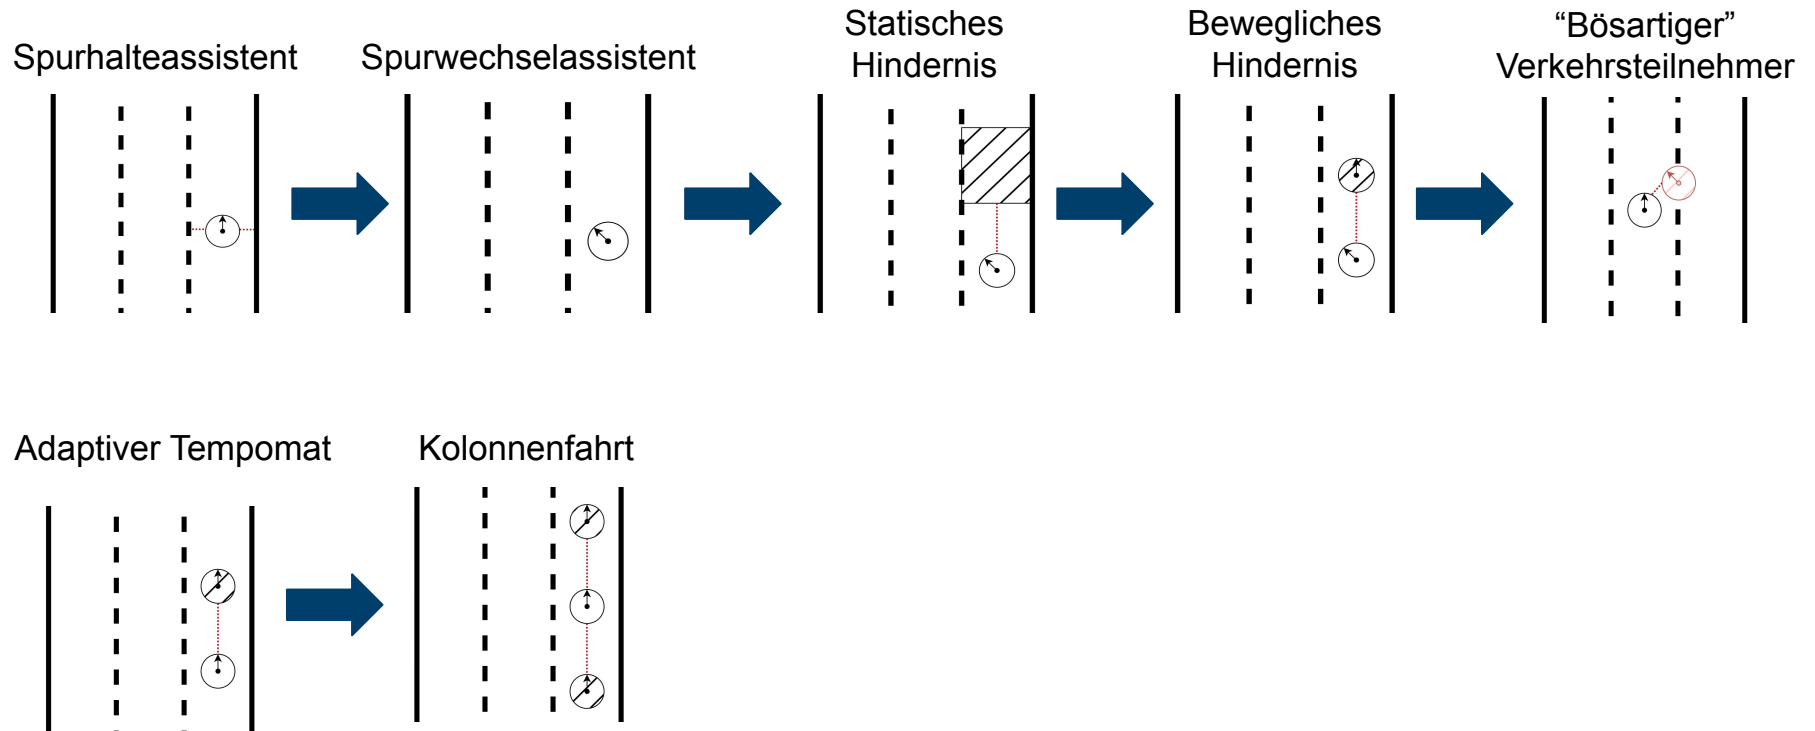 Spurhalteassistent
Spurwechselassistent
Statisches
Hindernis
Bewegliches
Hindernis
“Bösartiger”
Verkehrsteilnehmer
Adaptiver Tempomat
Kolonnenfahrt